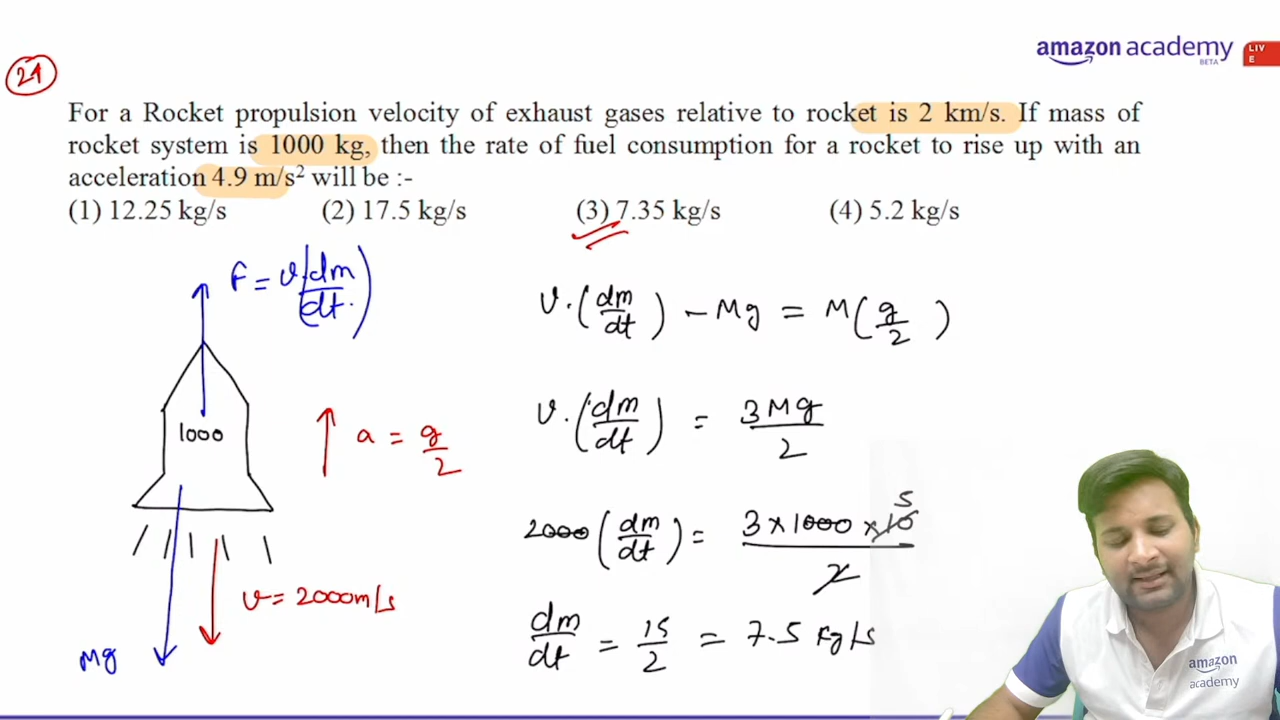 amazon academy
BETA
LIV
E
21
For a Rocket propulsion velocity of exhaust gases relative to rocket is 2 km/s. If mass of
rocket system is 1000 kg, then the rate of fuel consumption for a rocket to rise up with an
acceleration 4.9 m/s² will be :-
(1) 12.25 kg/s (2) 17.5 kg/s (3) 7.35 kg/s (4) 5.2 kg/s
F = v(dm/dt)
v.(dm/dt) - Mg = M(g/2)
1000
a = g/2
v.(dm/dt) = 3Mg/2
2000(dm/dt) = 3×1000×10/2
5
v = 2000m/s
dm/dt = 15/2 = 7.5 kg/s
Mg
amazon
academy